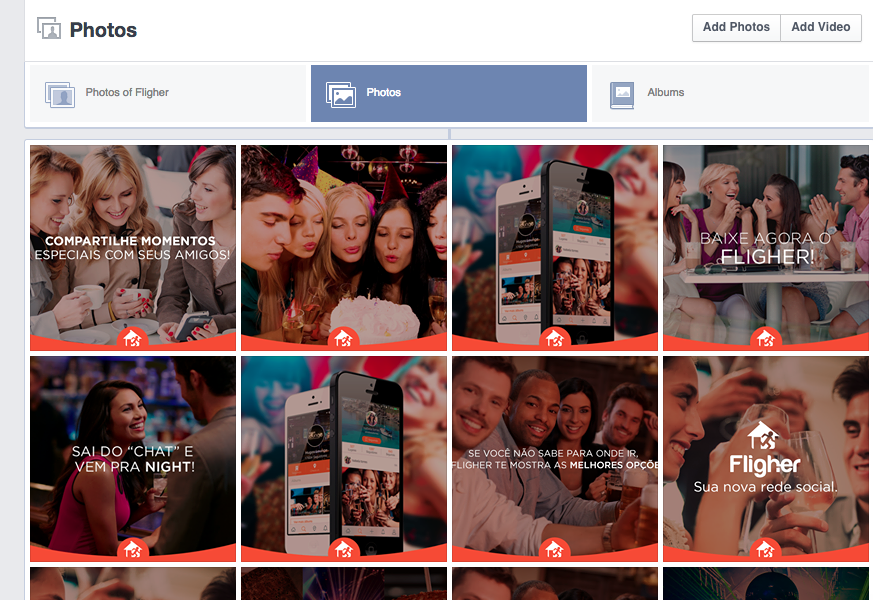 Photos
Add Photos
Add Video
Photos of Fligher
Photos
Albums
COMPARTILHE MOMENTOS
ESPECIAIS COM SEUS AMIGOS!
BAIXE AGORA O
FLIGHER!
SAI DO “CHAT” E
VEM PRA NIGHT!
SE VOCÊ NÃO SABE PARA ONDE IR,
FLIGHER TE MOSTRA AS MELHORES OPÇÕE
Fligher
Sua nova rede social.